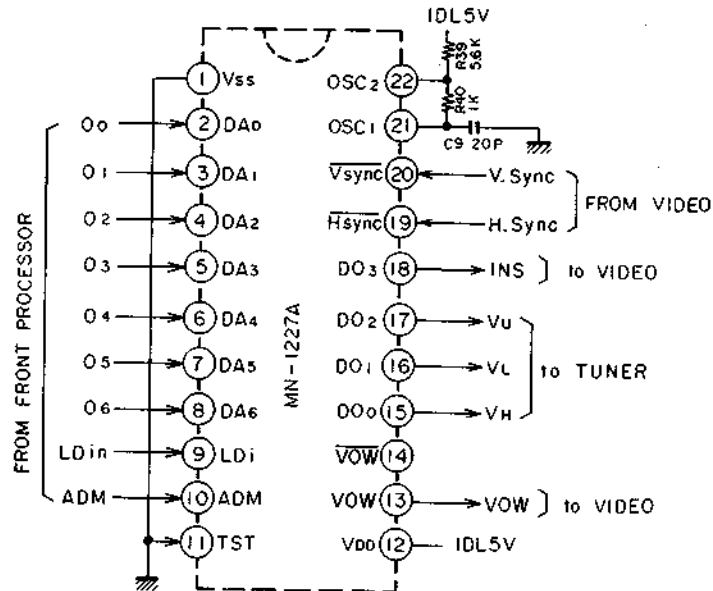 IDL5V
R39
5.6K
R40
1K
C9 20P
1 Vss
OSC2 22
O0 2 DA0
OSC1 21
O1 3 DA1
Vsync 20 V.Sync
O2 4 DA2
Hsync 19 H.Sync
FROM VIDEO
O3 5 DA3
DO3 18 INS to VIDEO
O4 6 DA4
DO2 17 VU
O5 7 DA5
DO1 16 VL
to TUNER
O6 8 DA6
DO0 15 VH
LDin 9 LDi
VOW 14
ADM 10 ADM
VOW 13 VOW to VIDEO
11 TST
VDD 12 IDL5V
FROM FRONT PROCESSOR
MN-1227A